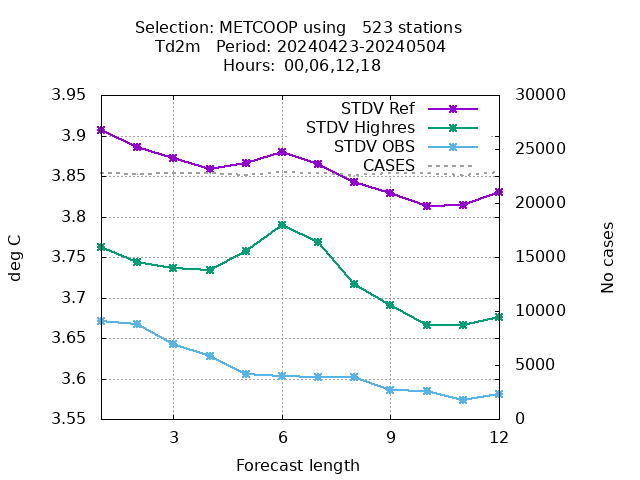 Selection: METCOOP using   523 stations
Td2m   Period: 20240423-20240504
Hours: 00,06,12,18
3.95
3.9
3.85
3.8
3.75
3.7
3.65
3.6
3.55
deg C
STDV Ref
STDV Highres
STDV OBS
CASES
30000
25000
20000
15000
10000
5000
0
No cases
3 6 9 12
Forecast length